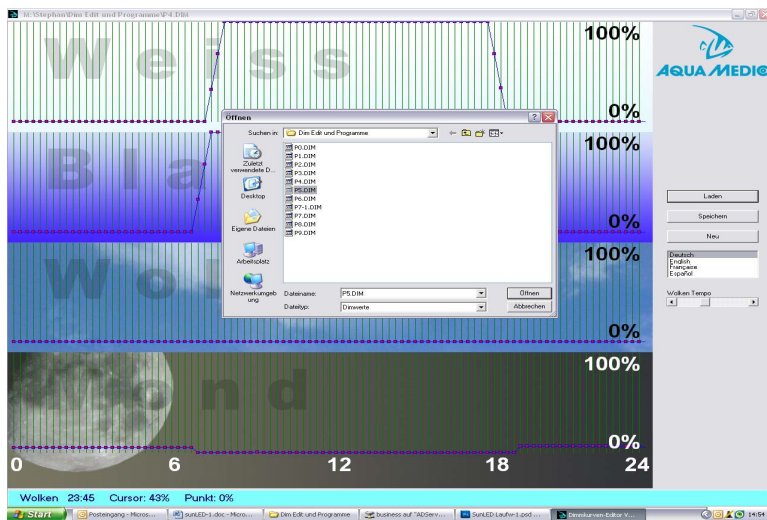 M:\Stephan\Dim Edit und Programme\P4.DIM
Weiss
100%
0%
AQUA MEDIC
Öffnen
Suchen in:
Dim Edit und Programme
Zuletzt
verwendete D...
Desktop
Eigene Dateien
Arbeitsplatz
Netzwerkumgeb
ung
P0.DIM
P1.DIM
P2.DIM
P3.DIM
P4.DIM
P5.DIM
P6.DIM
P7-1.DIM
P7.DIM
P8.DIM
P9.DIM
Dateiname:
P5.DIM
Öffnen
Dateityp:
Dimwerte
Abbrechen
Bla
100%
0%
Laden
Speichern
Neu
Deutsch
English
Française
Español
Wolken Tempo
Wol
100%
0%
Mond
100%
0%
0 6 12 18 24
Wolken 23:45 Cursor: 43% Punkt: 0%
Start
Posteingang - Micros...
sunLED-1.doc - Micro...
Dim Edit und Programme
business auf "ADServ...
SunLED Laufw-1.psd ...
Dimmkurven-Editor V...
14:54